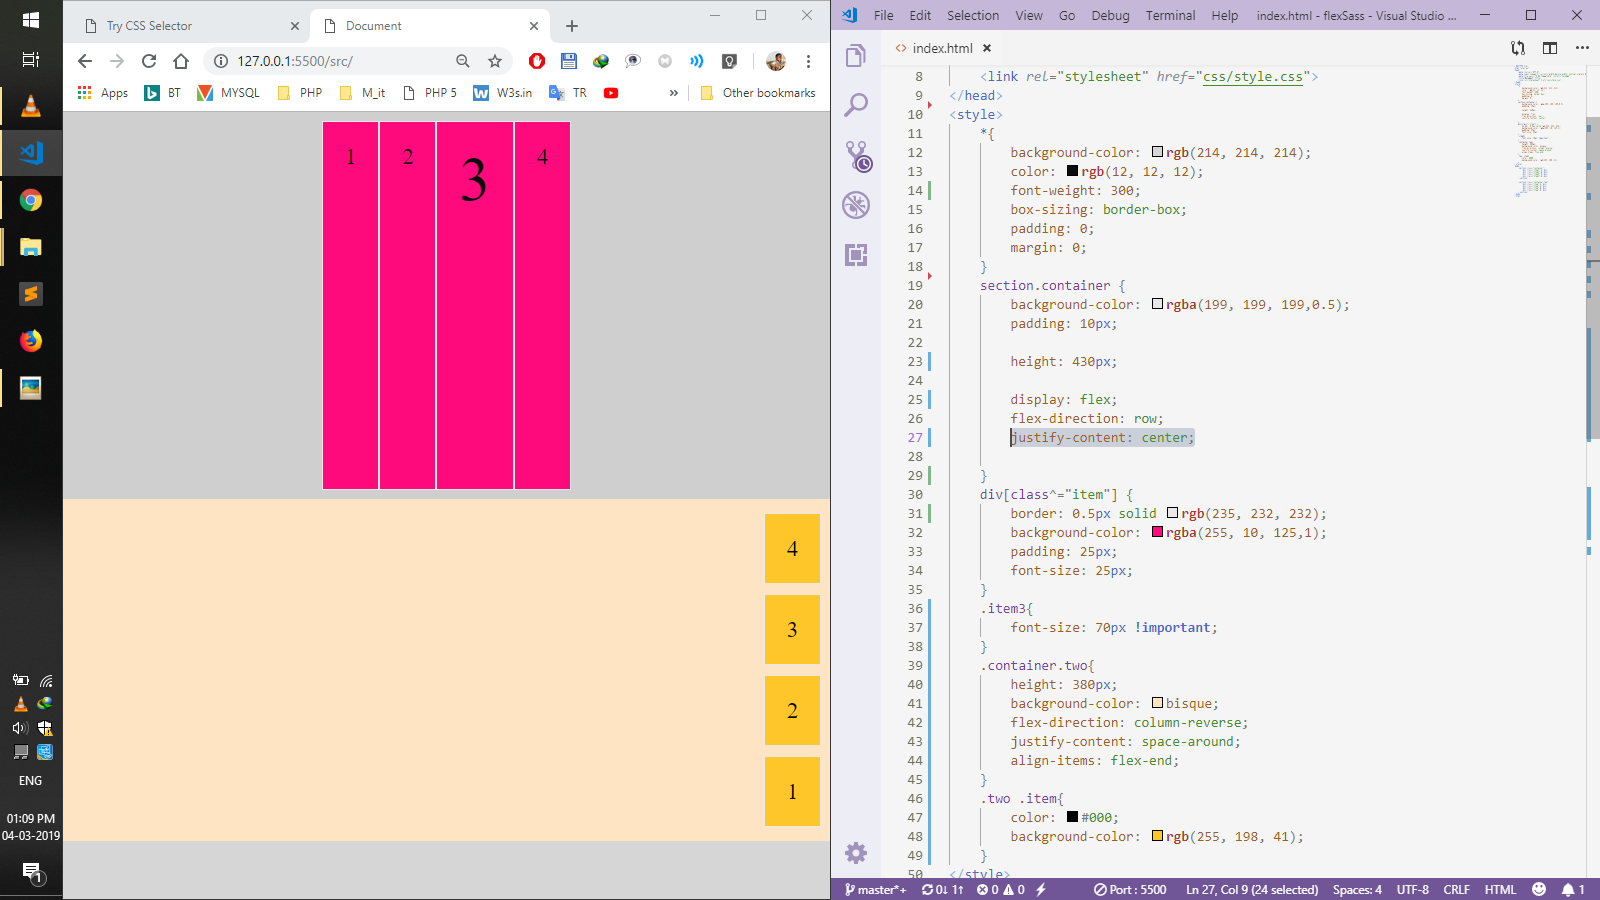 Try CSS Selector
Document
127.0.0.1:5500/src/
Apps
BT
MYSQL
PHP
M_it
PHP 5
W3s.in
TR
»
Other bookmarks
1
2
3
4
4
3
2
1
ENG
01:09 PM
04-03-2019
1
File Edit Selection View Go Debug Terminal Help
index.html - flexSass - Visual Studio ...
index.html
8 <link rel="stylesheet" href="css/style.css">
9 </head>
10 <style>
11 *{
12 background-color: rgb(214, 214, 214);
13 color: rgb(12, 12, 12);
14 font-weight: 300;
15 box-sizing: border-box;
16 padding: 0;
17 margin: 0;
18 }
19 section.container {
20 background-color: rgba(199, 199, 199,0.5);
21 padding: 10px;
22
23 height: 430px;
24
25 display: flex;
26 flex-direction: row;
27 justify-content: center;
28
29 }
30 div[class^="item"] {
31 border: 0.5px solid rgb(235, 232, 232);
32 background-color: rgba(255, 10, 125,1);
33 padding: 25px;
34 font-size: 25px;
35 }
36 .item3{
37 font-size: 70px !important;
38 }
39 .container.two{
40 height: 380px;
41 background-color: bisque;
42 flex-direction: column-reverse;
43 justify-content: space-around;
44 align-items: flex-end;
45 }
46 .two .item{
47 color: #000;
48 background-color: rgb(255, 198, 41);
49 }
50 </style>
master*+ 0↓ 1↑ 0 0 Port : 5500 Ln 27, Col 9 (24 selected) Spaces: 4 UTF-8 CRLF HTML 1